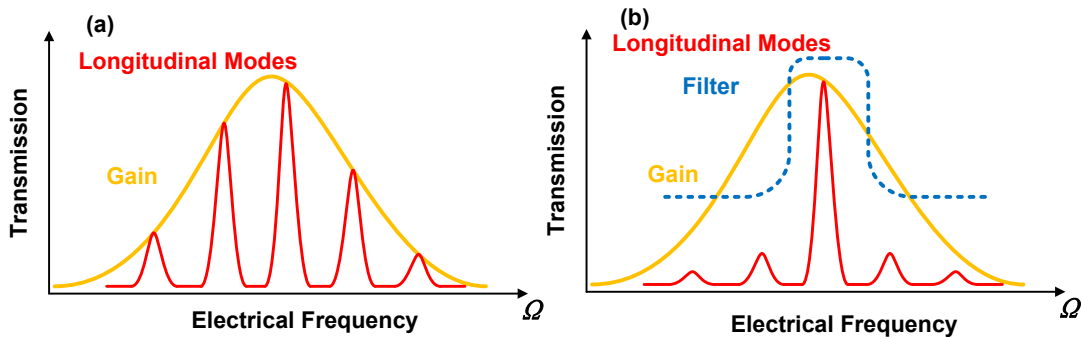 (a)
Longitudinal Modes
Gain
Transmission
Electrical Frequency
Ω
(b)
Longitudinal Modes
Filter
Gain
Transmission
Electrical Frequency
Ω